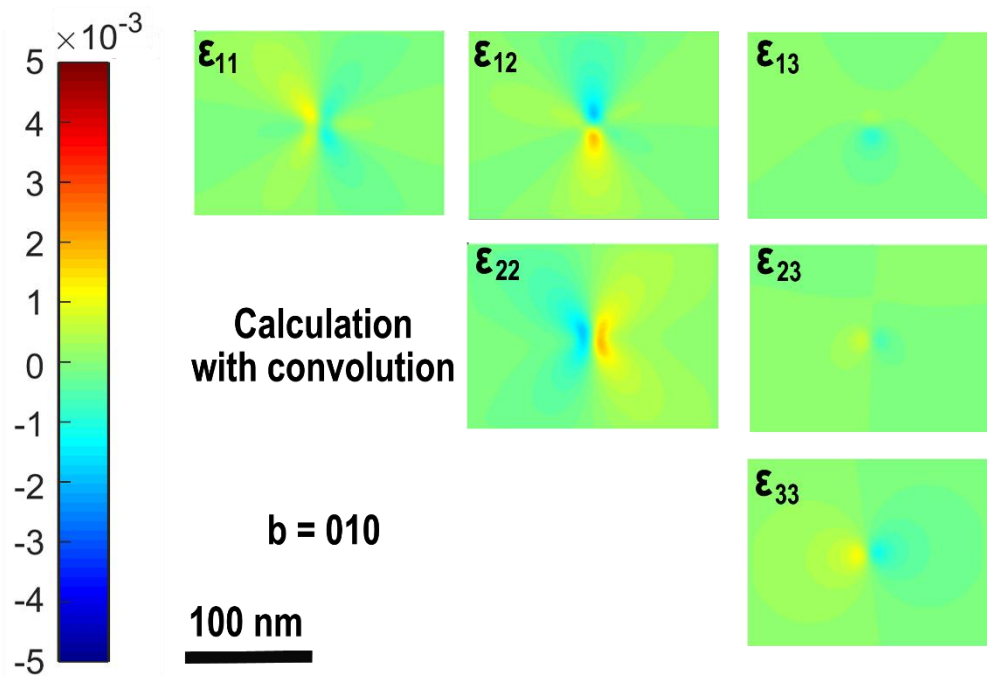 ×10⁻³
5
4
3
2
1
0
-1
-2
-3
-4
-5
ε₁₁
ε₁₂
ε₁₃
ε₂₂
ε₂₃
Calculation
with convolution
ε₃₃
b = 010
100 nm